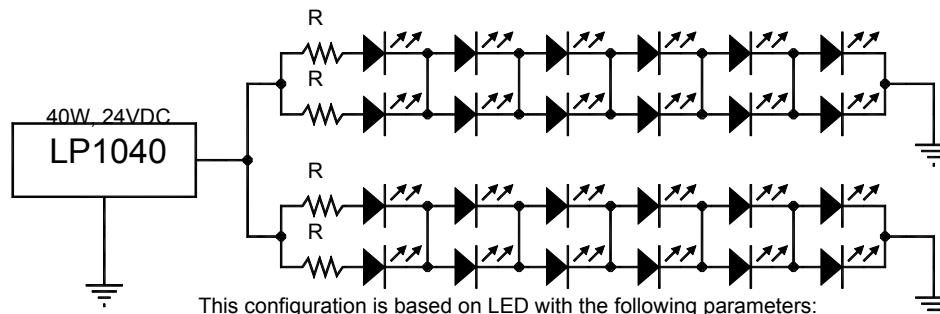 R
R
40W, 24VDC
LP1040
R
R
This configuration is based on LED with the following parameters: